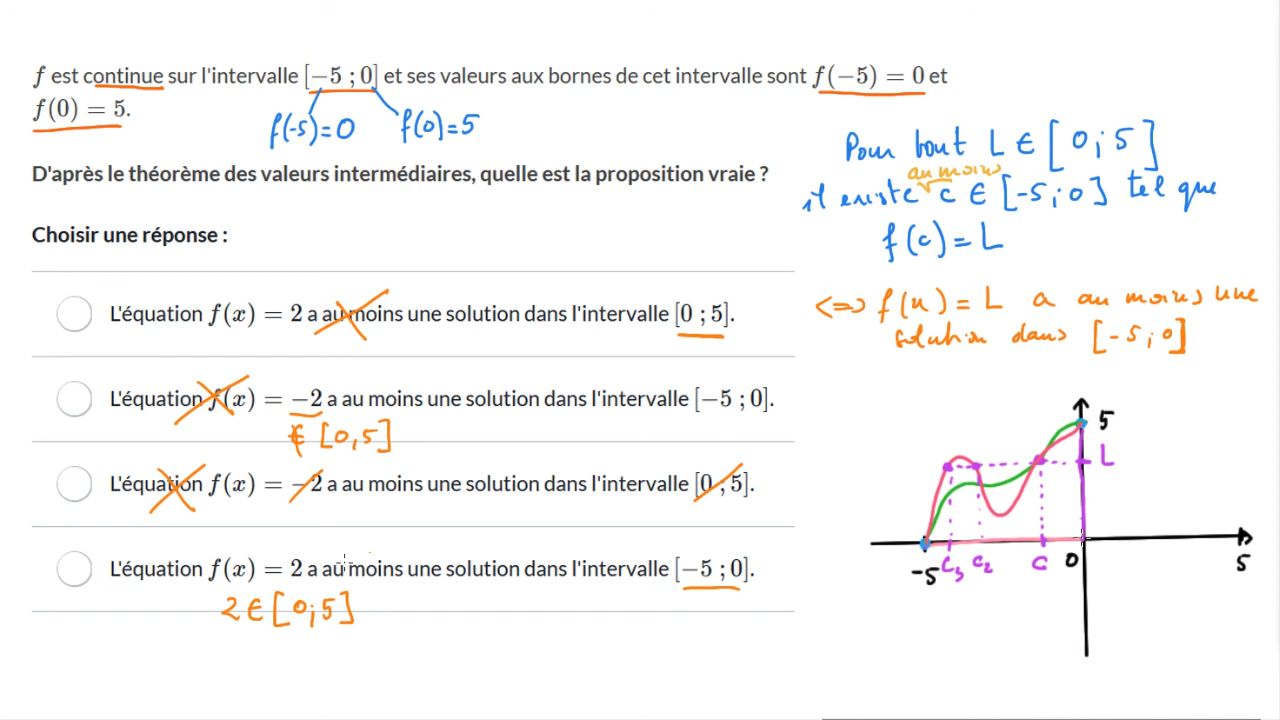 f est continue sur l'intervalle [−5 ; 0] et ses valeurs aux bornes de cet intervalle sont f(−5) = 0 et
f(0) = 5.
f(-5)=0 f(0)=5
D'après le théorème des valeurs intermédiaires, quelle est la proposition vraie ?
Choisir une réponse :
L'équation f(x) = 2 a au moins une solution dans l'intervalle [0 ; 5].
L'équation f(x) = −2 a au moins une solution dans l'intervalle [−5 ; 0].
∉ [0,5]
L'équation f(x) = −2 a au moins une solution dans l'intervalle [0 ; 5].
L'équation f(x) = 2 a au moins une solution dans l'intervalle [−5 ; 0].
2 ∈ [0;5]
Pour tout L ∈ [0;5]
au moins
il existe c ∈ [-5;0] tel que
f(c) = L
<=> f(x) = L a au moins une
solution dans [-5;0]
5
L
-5 C3 C2 C 0 5